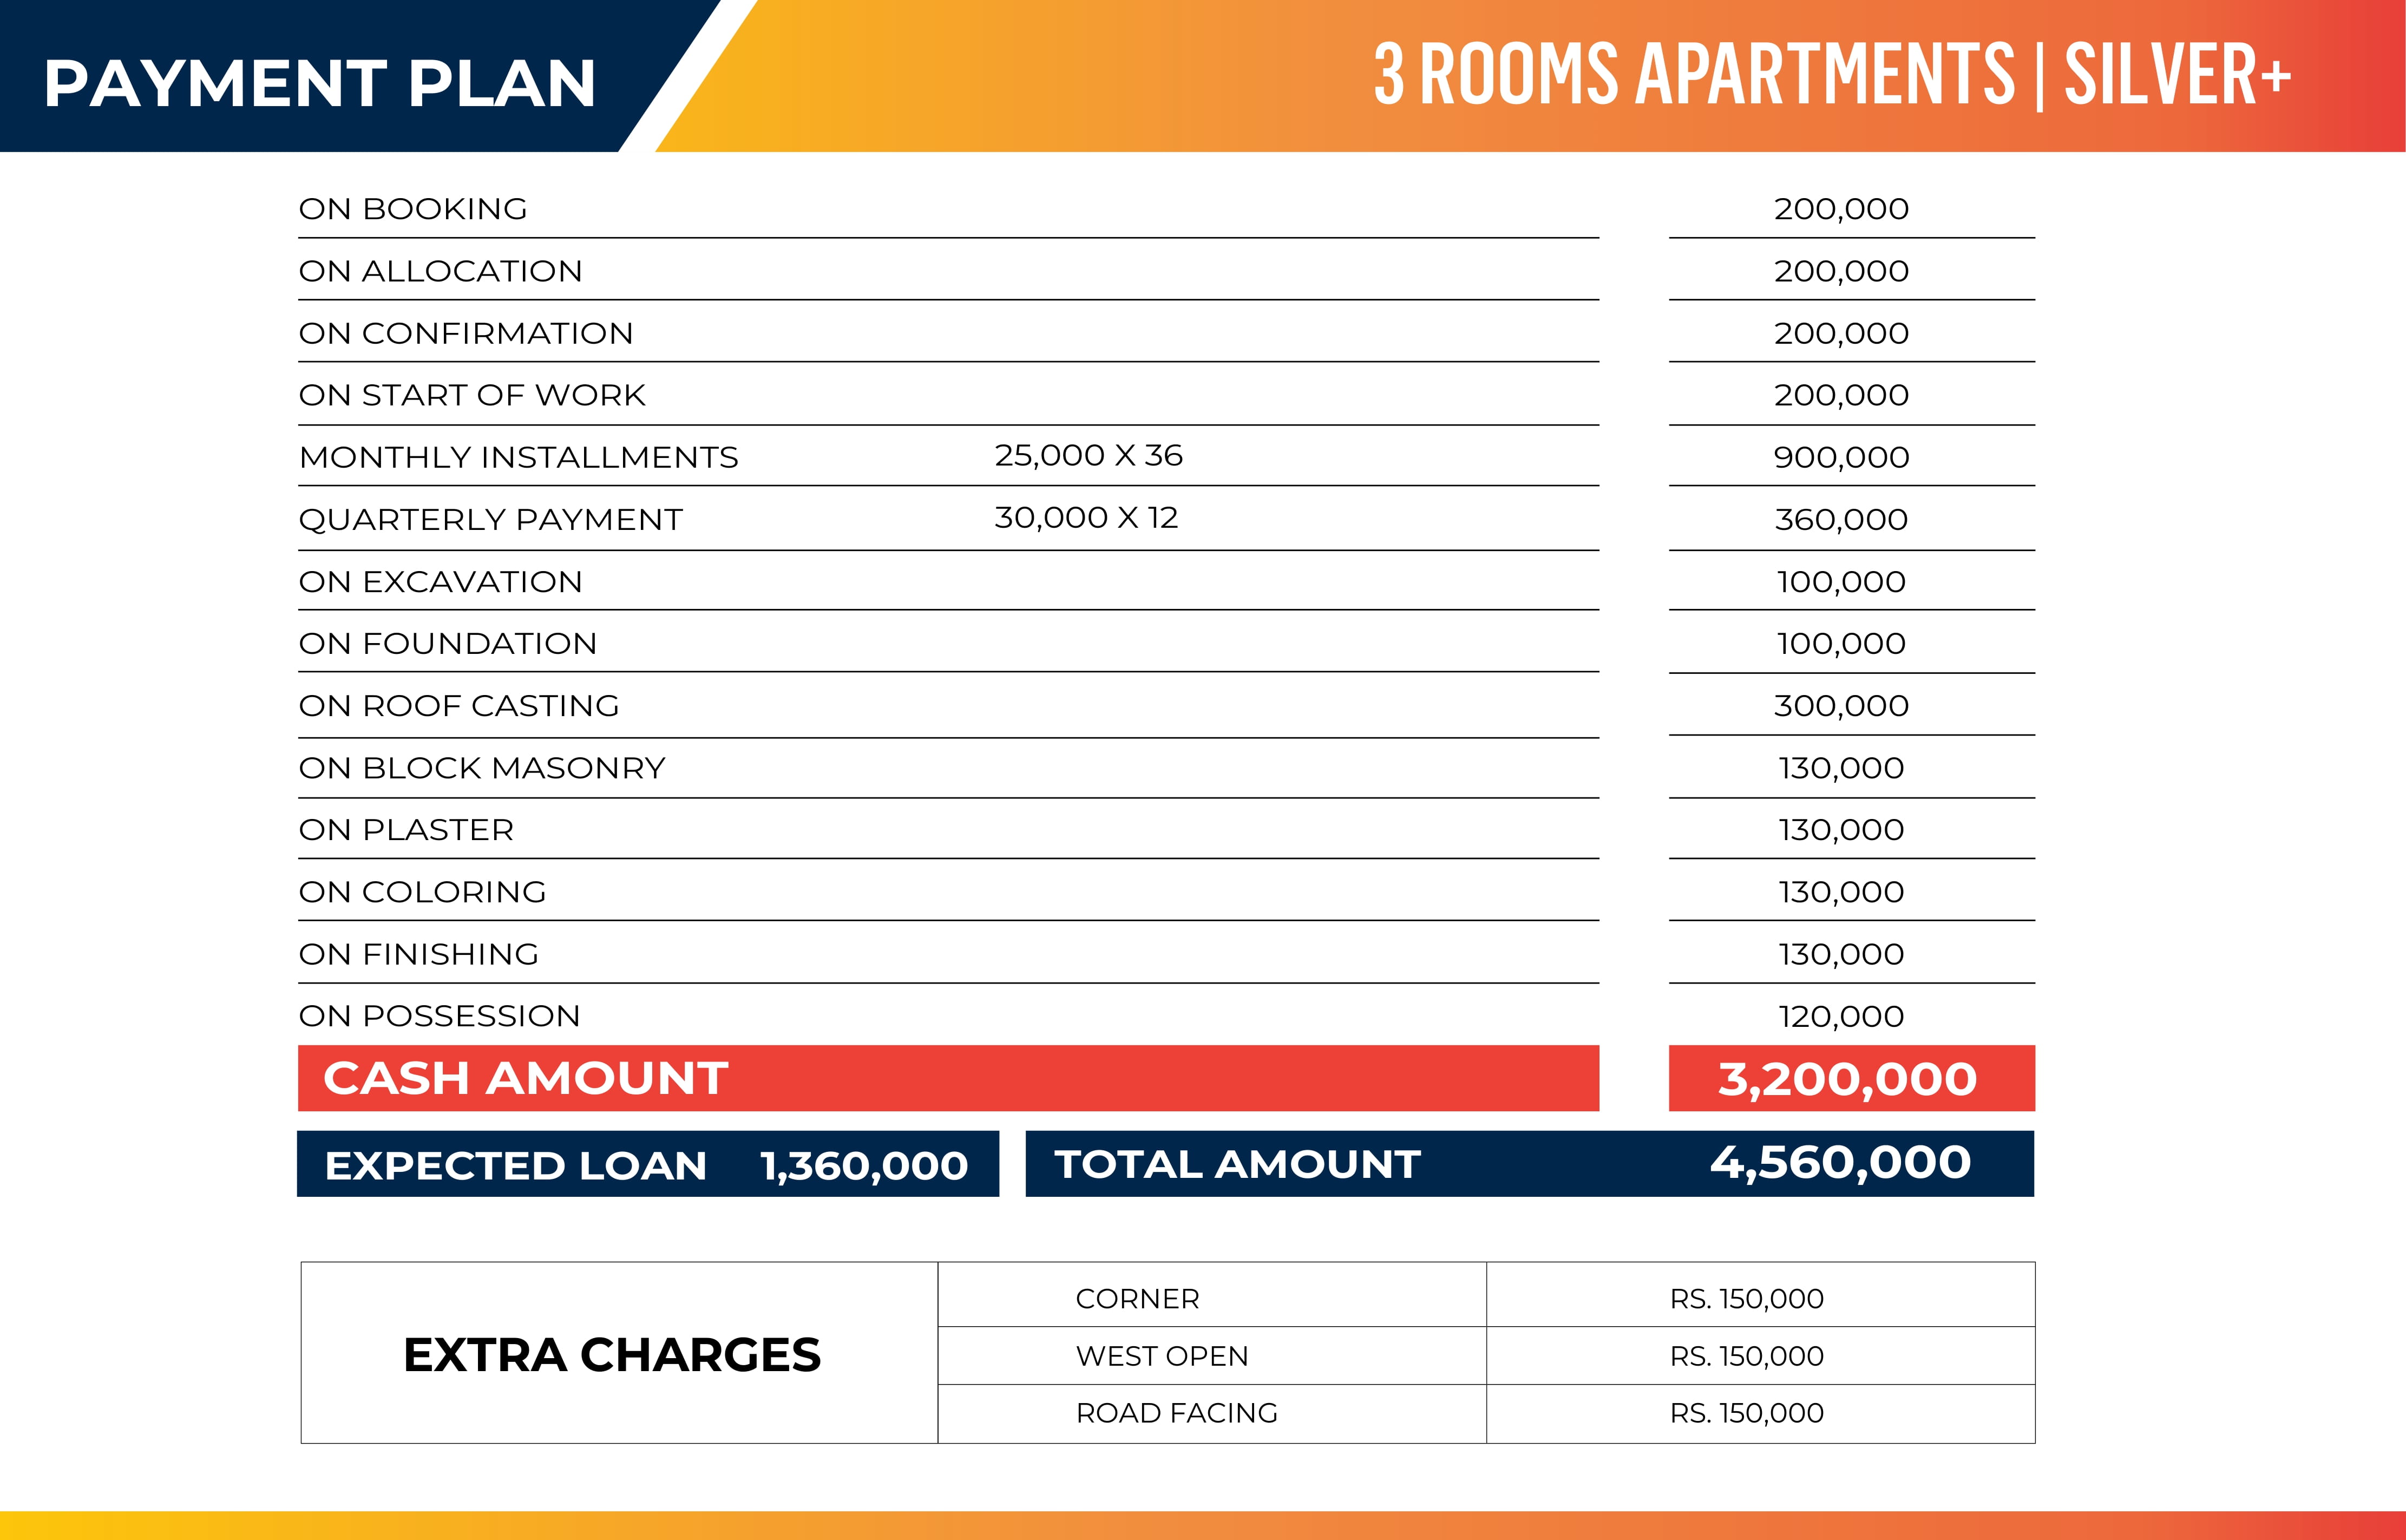 PAYMENT PLAN
3 ROOMS APARTMENTS | SILVER+
ON BOOKING 200,000
ON ALLOCATION 200,000
ON CONFIRMATION 200,000
ON START OF WORK 200,000
MONTHLY INSTALLMENTS 25,000 X 36 900,000
QUARTERLY PAYMENT 30,000 X 12 360,000
ON EXCAVATION 100,000
ON FOUNDATION 100,000
ON ROOF CASTING 300,000
ON BLOCK MASONRY 130,000
ON PLASTER 130,000
ON COLORING 130,000
ON FINISHING 130,000
ON POSSESSION 120,000
CASH AMOUNT 3,200,000
EXPECTED LOAN 1,360,000 TOTAL AMOUNT 4,560,000
EXTRA CHARGES
CORNER RS. 150,000
WEST OPEN RS. 150,000
ROAD FACING RS. 150,000